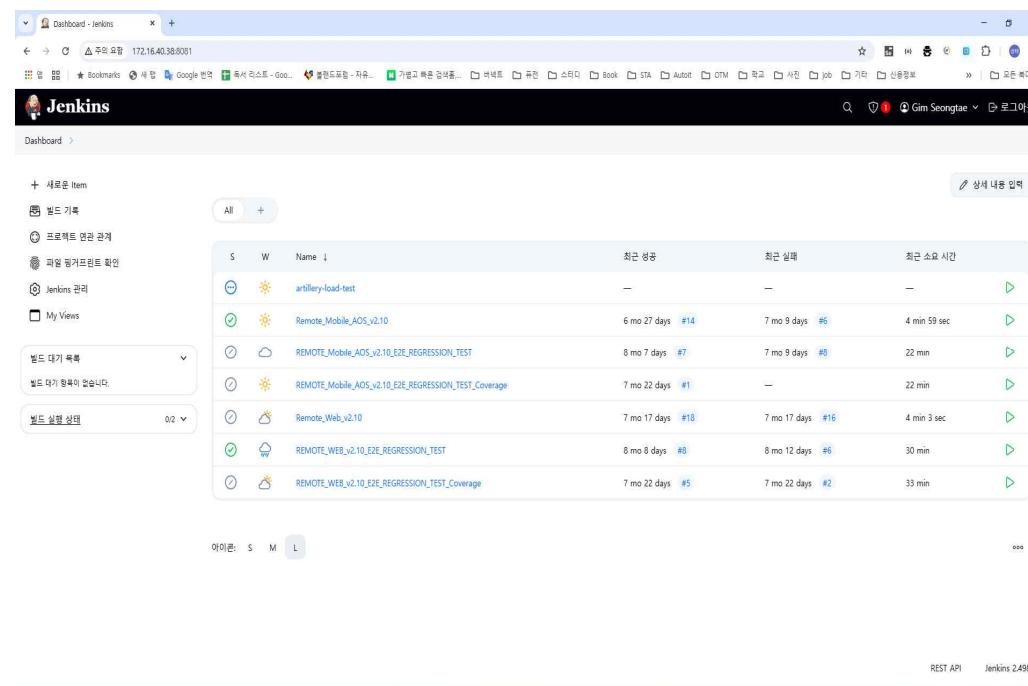 Dashboard - Jenkins
주의 요함 172.16.40.38:8081
앱 Bookmarks 새 탭 Google 번역 독서 리스트 - Goo... 블랜드포럼 - 자유... 가볍고 빠른 검색홈,... 버넥트 퓨전 스터디 Book STA AutoIt OTM 학교 사진 job 기타 신용정보 » 모든 북마
Jenkins
1 Gim Seongtae 로그아웃
Dashboard
새로운 Item
상세 내용 입력
빌드 기록
All +
프로젝트 연관 관계
파일 핑거프린트 확인
Jenkins 관리
My Views
빌드 대기 목록
빌드 대기 항목이 없습니다.
빌드 실행 상태 0/2
S W Name ↓ 최근 성공 최근 실패 최근 소요 시간
artillery-load-test — — —
Remote_Mobile_AOS_v2.10 6 mo 27 days #14 7 mo 9 days #6 4 min 59 sec
REMOTE_Mobile_AOS_v2.10_E2E_REGRESSION_TEST 8 mo 7 days #7 7 mo 9 days #8 22 min
REMOTE_Mobile_AOS_v2.10_E2E_REGRESSION_TEST_Coverage 7 mo 22 days #1 — 22 min
Remote_Web_v2.10 7 mo 17 days #18 7 mo 17 days #16 4 min 3 sec
REMOTE_WEB_v2.10_E2E_REGRESSION_TEST 8 mo 8 days #8 8 mo 12 days #6 30 min
REMOTE_WEB_v2.10_E2E_REGRESSION_TEST_Coverage 7 mo 22 days #5 7 mo 22 days #2 33 min
아이콘: S M L
REST API Jenkins 2.498